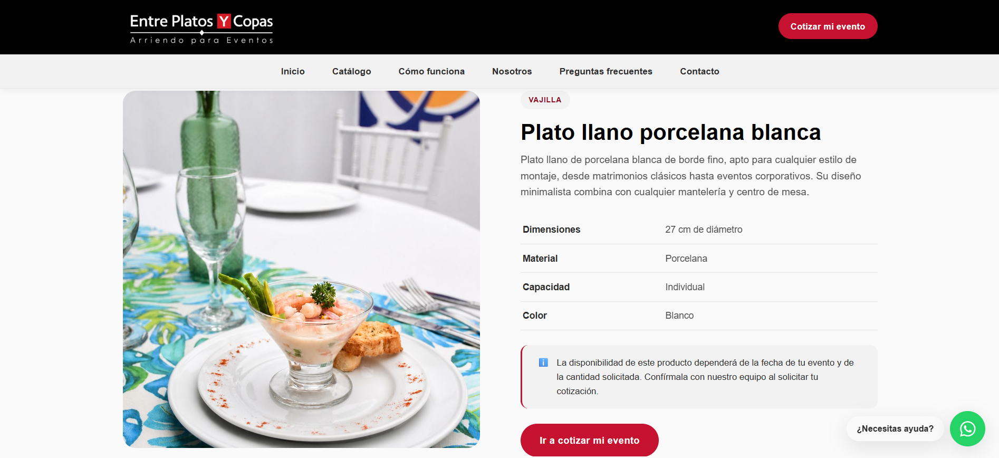 Entre Platos Y Copas
Arriendo para Eventos
Cotizar mi evento
Inicio
Catálogo
Cómo funciona
Nosotros
Preguntas frecuentes
Contacto
VAJILLA
Plato llano porcelana blanca
Plato llano de porcelana blanca de borde fino, apto para cualquier estilo de
montaje, desde matrimonios clásicos hasta eventos corporativos. Su diseño
minimalista combina con cualquier mantelería y centro de mesa.
Dimensiones 27 cm de diámetro
Material Porcelana
Capacidad Individual
Color Blanco
La disponibilidad de este producto dependerá de la fecha de tu evento y de
la cantidad solicitada. Confírmala con nuestro equipo al solicitar tu
cotización.
Ir a cotizar mi evento
¿Necesitas ayuda?